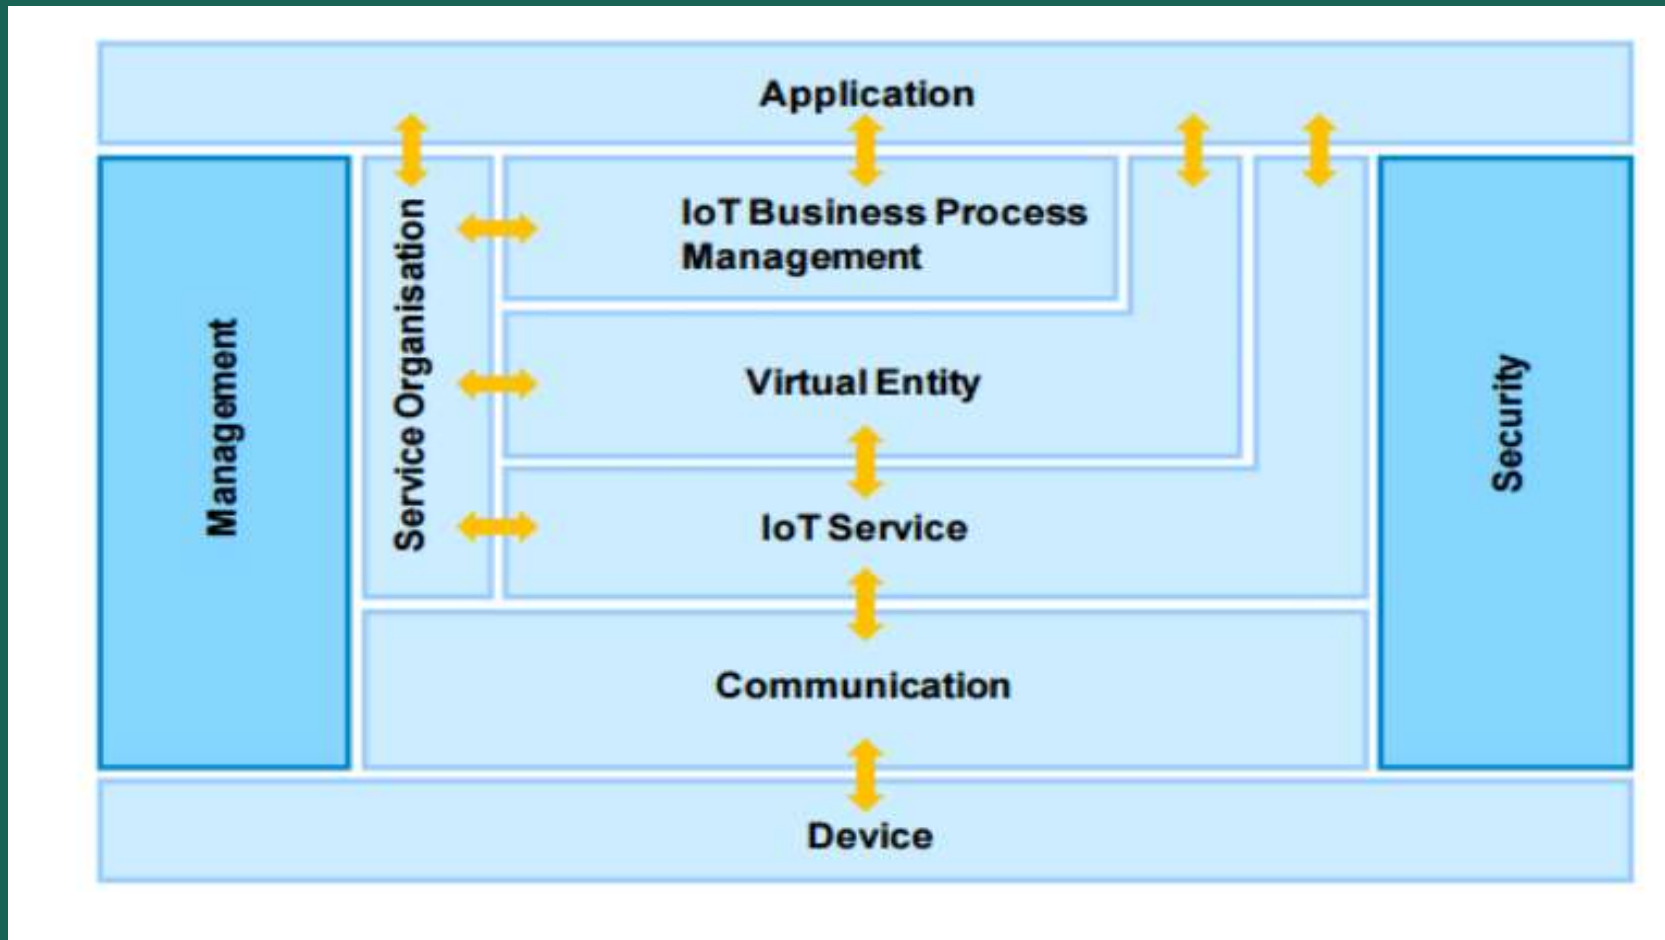 Application
Management
Service Organisation
IoT Business Process
Management
Virtual Entity
IoT Service
Security
Communication
Device